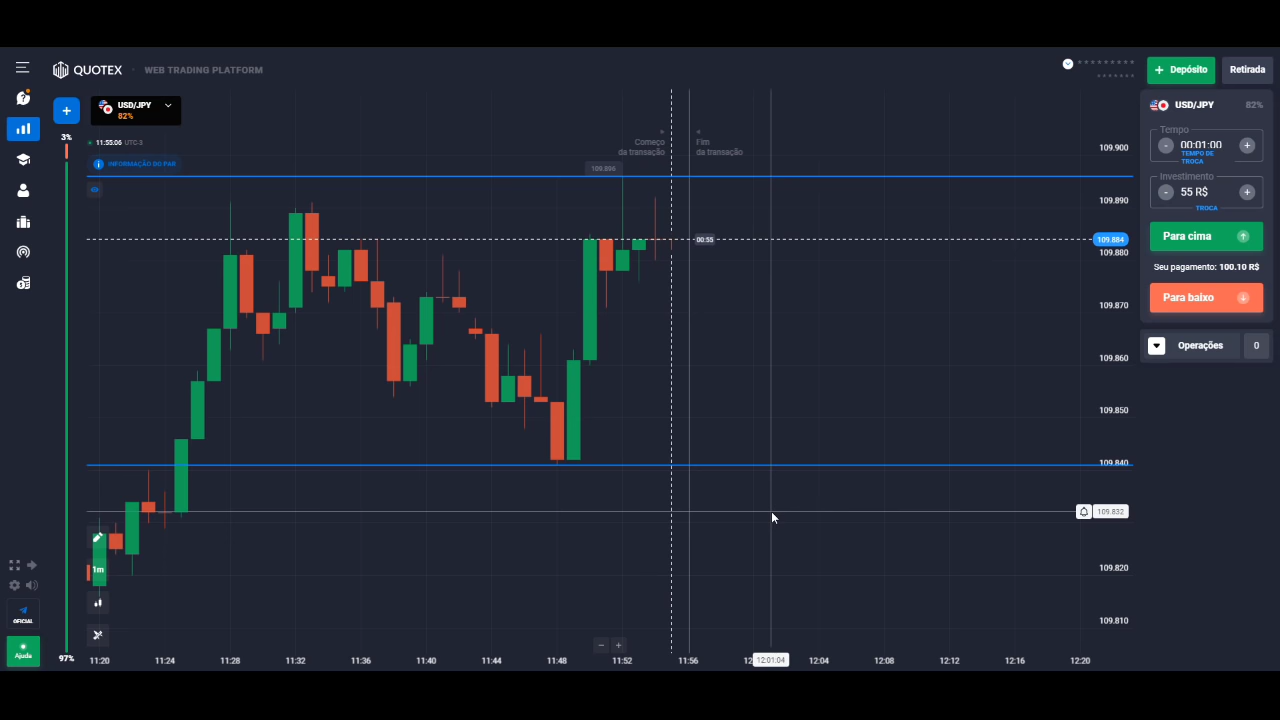 QUOTEX
WEB TRADING PLATFORM
Depósito
Retirada
USD/JPY
82%
3%
11:55:06 UTC-3
INFORMAÇÃO DO PAR
Começo
da transação
Fim
da transação
109.896
00:55
109.900
109.890
109.884
109.880
109.870
109.860
109.850
109.840
109.832
109.820
109.810
USD/JPY
82%
Tempo
- 00:01:00 +
TEMPO DE
TROCA
Investimento
- 55 R$ +
TROCA
Para cima
Seu pagamento: 100.10 R$
Para baixo
Operações 0
1m
OFICIAL
Ajuda
97%
11:20
11:24
11:28
11:32
11:36
11:40
11:44
11:48
11:52
11:56
12:01:04
12:04
12:08
12:12
12:16
12:20